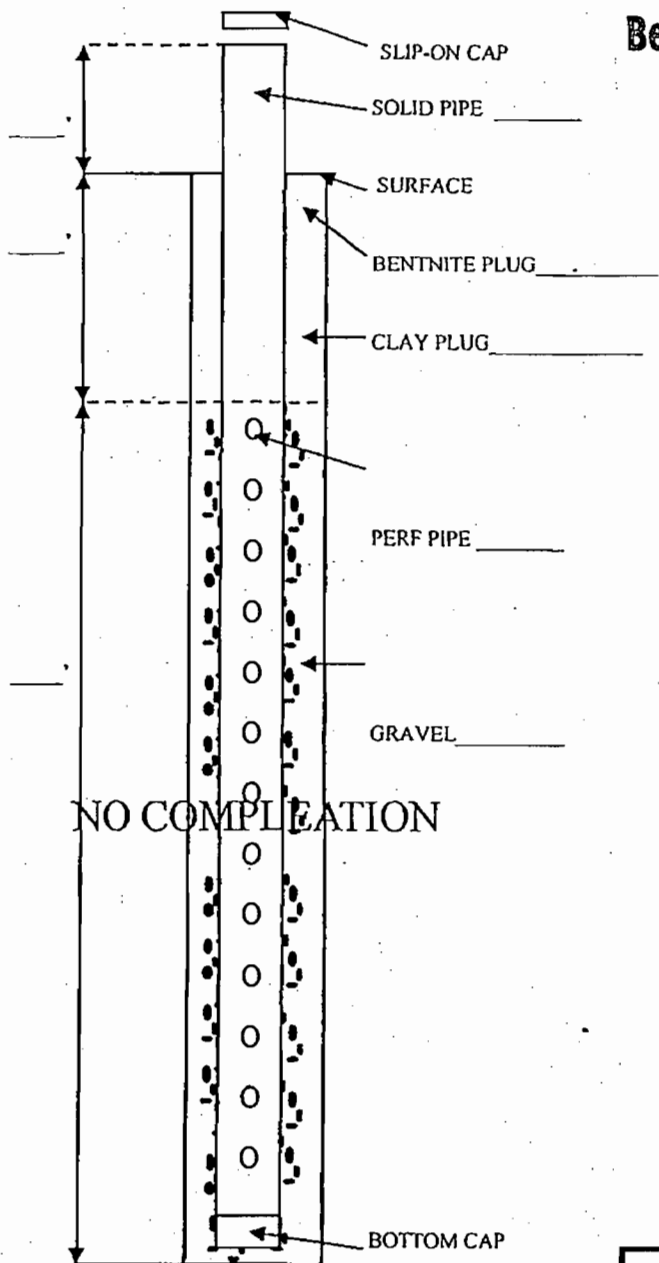 Be
SLIP-ON CAP
SOLID PIPE
SURFACE
BENTNITE PLUG
CLAY PLUG
PERF PIPE
GRAVEL
NO COMPLEATION
BOTTOM CAP